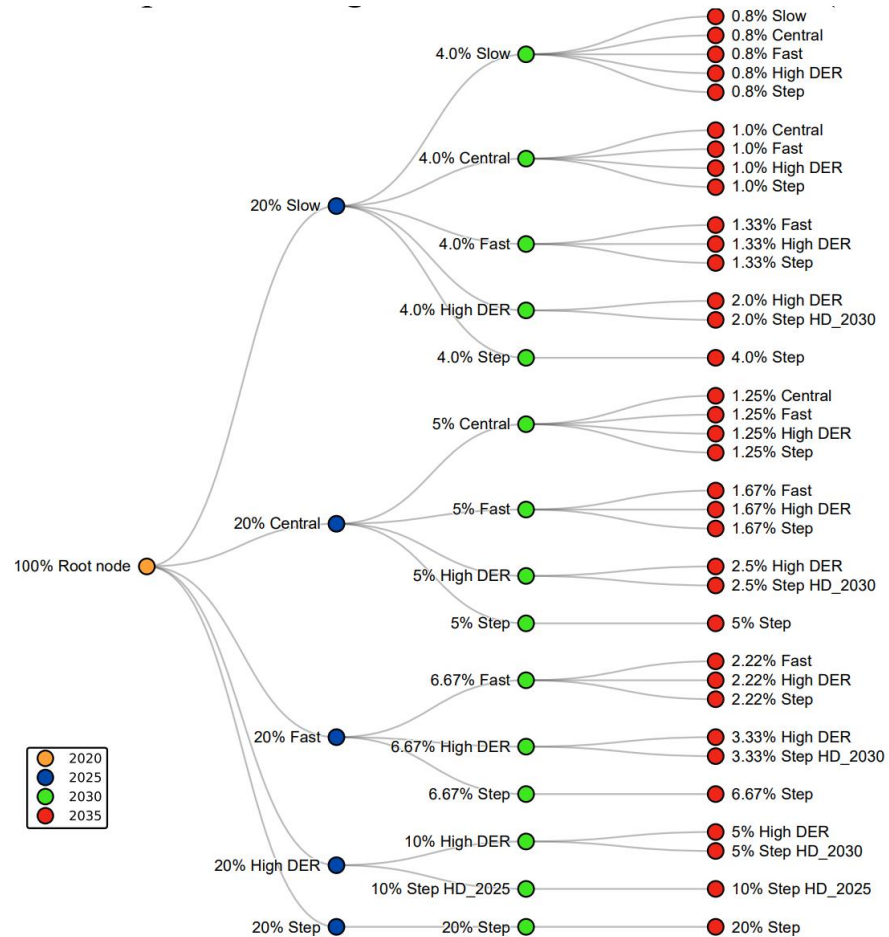 0.8% Slow
0.8% Central
4.0% Slow
0.8% Fast
0.8% High DER
0.8% Step
1.0% Central
1.0% Fast
4.0% Central
1.0% High DER
1.0% Step
20% Slow
1.33% Fast
4.0% Fast
1.33% High DER
1.33% Step
2.0% High DER
4.0% High DER
2.0% Step HD_2030
4.0% Step
4.0% Step
1.25% Central
1.25% Fast
5% Central
1.25% High DER
1.25% Step
1.67% Fast
5% Fast
1.67% High DER
20% Central
1.67% Step
100% Root node
2.5% High DER
5% High DER
2.5% Step HD_2030
5% Step
5% Step
2.22% Fast
6.67% Fast
2.22% High DER
2.22% Step
20% Fast
3.33% High DER
6.67% High DER
3.33% Step HD_2030
6.67% Step
6.67% Step
2020
2025
2030
2035
5% High DER
10% High DER
5% Step HD_2030
20% High DER
10% Step HD_2025
10% Step HD_2025
20% Step
20% Step
20% Step